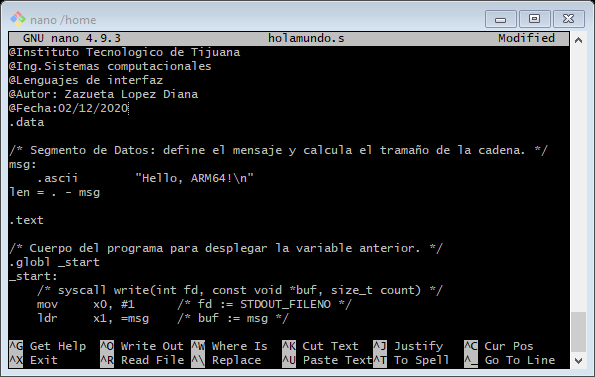 nano /home
GNU nano 4.9.3 holamundo.s Modified
@Instituto Tecnologico de Tijuana
@Ing.Sistemas computacionales
@Lenguajes de interfaz
@Autor: Zazueta Lopez Diana
@Fecha:02/12/2020
.data
/* Segmento de Datos: define el mensaje y calcula el tramaño de la cadena. */
msg:
    .ascii        "Hello, ARM64!\n"
len = . - msg
.text
/* Cuerpo del programa para desplegar la variable anterior. */
.globl _start
_start:
    /* syscall write(int fd, const void *buf, size_t count) */
    mov     x0, #1      /* fd := STDOUT_FILENO */
    ldr     x1, =msg    /* buf := msg */
^G Get Help  ^O Write Out ^W Where Is  ^K Cut Text  ^J Justify   ^C Cur Pos
^X Exit      ^R Read File ^\ Replace   ^U Paste Text^T To Spell  ^_ Go To Line